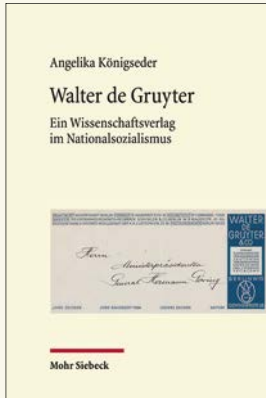 Angelika Königseder
Walter de Gruyter
Ein Wissenschaftsverlag
im Nationalsozialismus
WALTER
DE
GRUYTER
& CO
Herrn
Ministerpräsidenten
General Hermann Göring
Mohr Siebeck